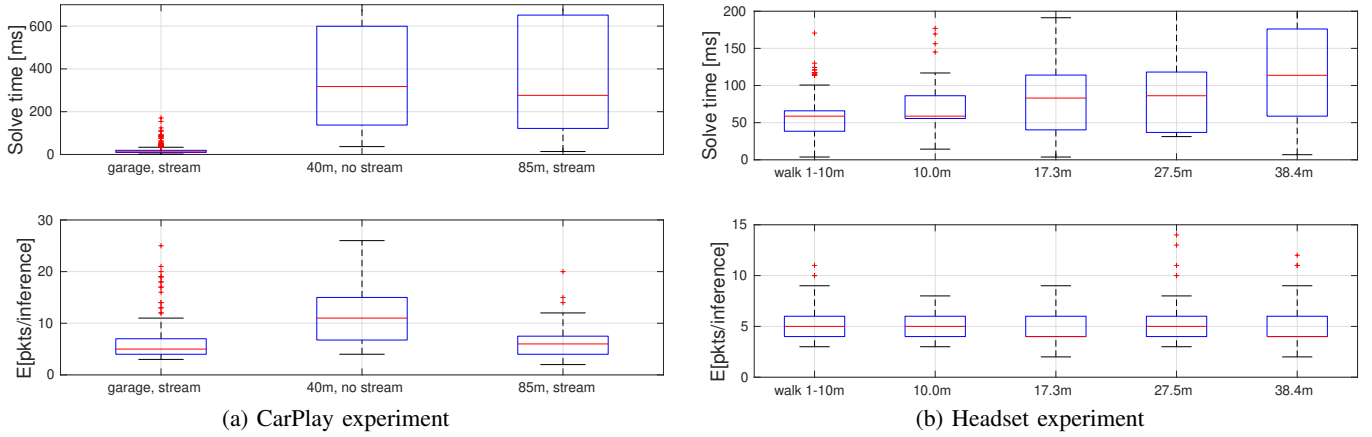 Solve time [ms]
600
400
200
0
garage, stream
40m, no stream
85m, stream
E[pkts/inference]
30
20
10
0
garage, stream
40m, no stream
85m, stream
(a) CarPlay experiment
Solve time [ms]
200
150
100
50
0
walk 1-10m
10.0m
17.3m
27.5m
38.4m
E[pkts/inference]
15
10
5
0
walk 1-10m
10.0m
17.3m
27.5m
38.4m
(b) Headset experiment